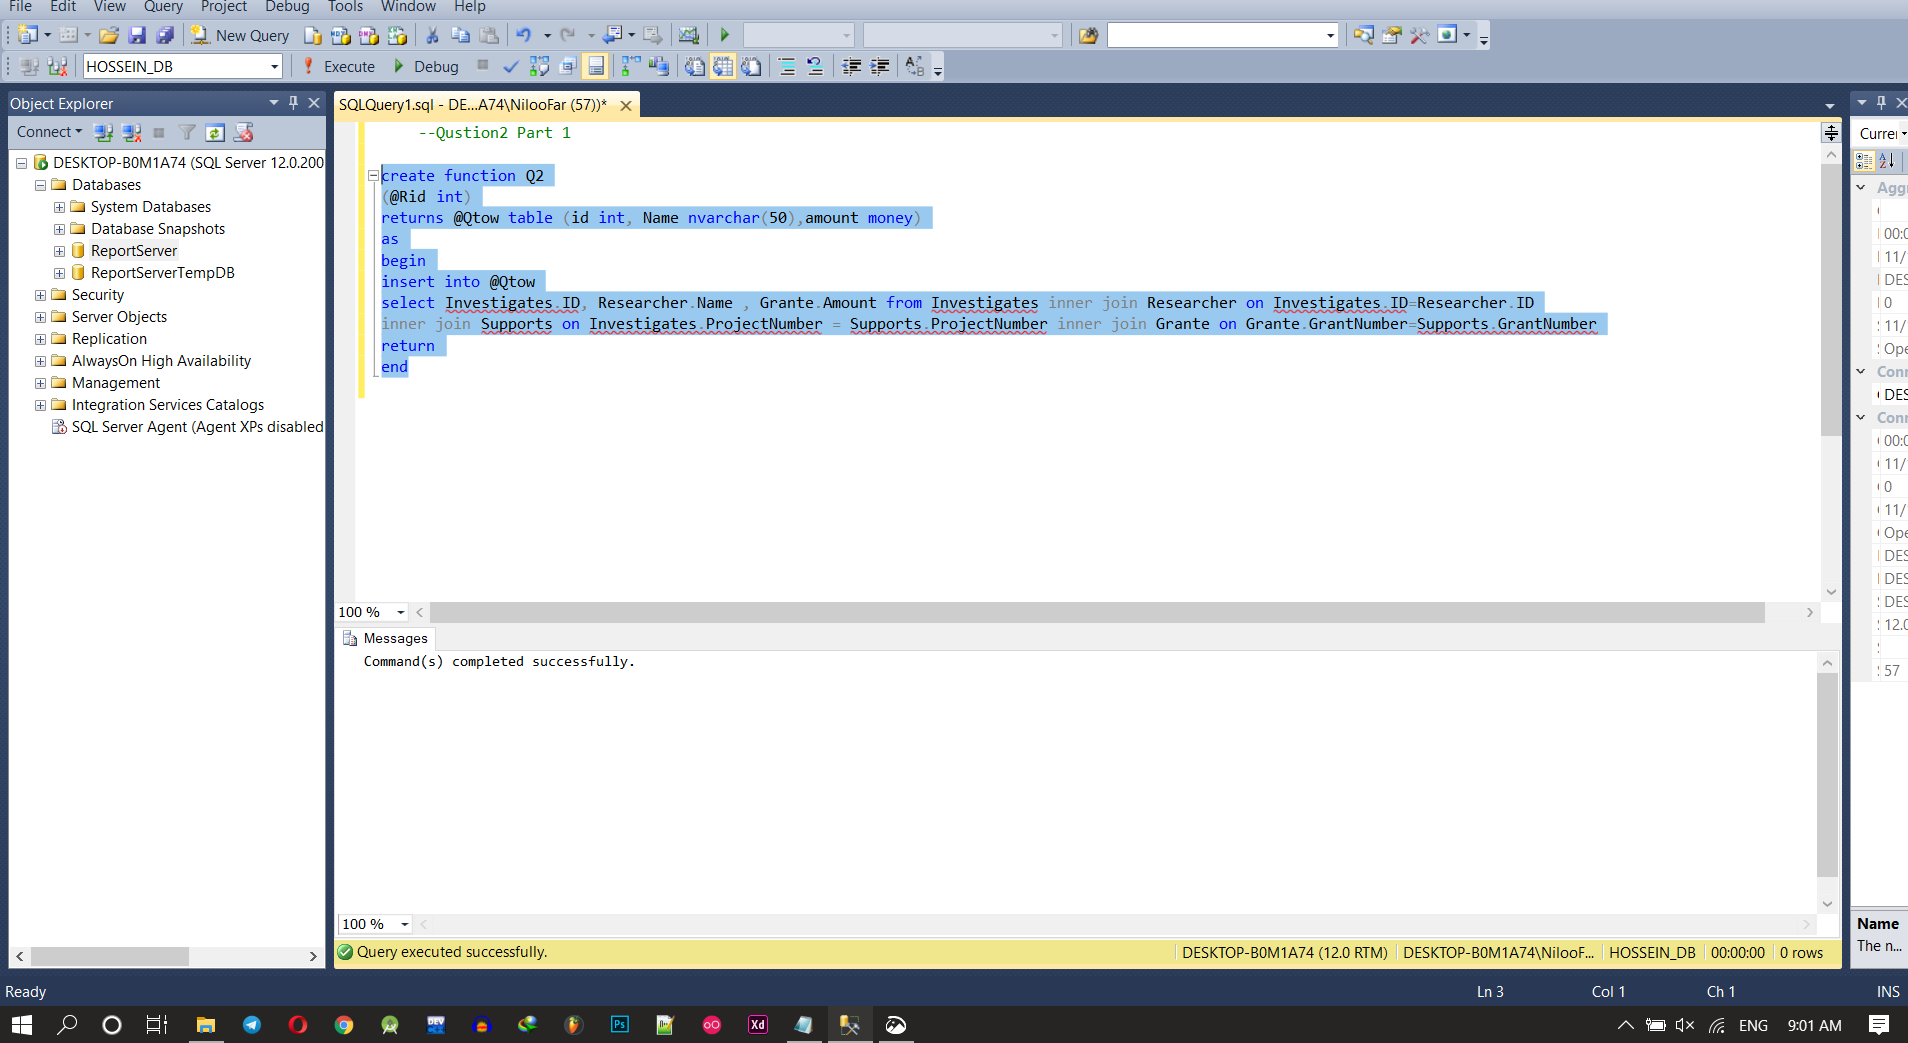 File Edit View Query Project Debug Tools Window Help
New Query
HOSSEIN_DB Execute Debug
Object Explorer
Connect
DESKTOP-B0M1A74 (SQL Server 12.0.200
Databases
System Databases
Database Snapshots
ReportServer
ReportServerTempDB
Security
Server Objects
Replication
AlwaysOn High Availability
Management
Integration Services Catalogs
SQL Server Agent (Agent XPs disabled
SQLQuery1.sql - DE...A74\NilooFar (57))*
--Qustion2 Part 1
create function Q2
(@Rid int)
returns @Qtow table (id int, Name nvarchar(50),amount money)
as
begin
insert into @Qtow
select Investigates.ID, Researcher.Name , Grante.Amount from Investigates inner join Researcher on Investigates.ID=Researcher.ID
inner join Supports on Investigates.ProjectNumber = Supports.ProjectNumber inner join Grante on Grante.GrantNumber=Supports.GrantNumber
return
end
100 %
Messages
Command(s) completed successfully.
100 %
Query executed successfully. DESKTOP-B0M1A74 (12.0 RTM) DESKTOP-B0M1A74\NilooF... HOSSEIN_DB 00:00:00 0 rows
Curre
Aggr
00:0
11/
DES
0
11/
Ope
Conn
DES
Conn
00:0
11/
0
11/
Ope
DES
DES
DES
12.0
57
Name
The n...
Ready Ln 3 Col 1 Ch 1 INS
ENG 9:01 AM